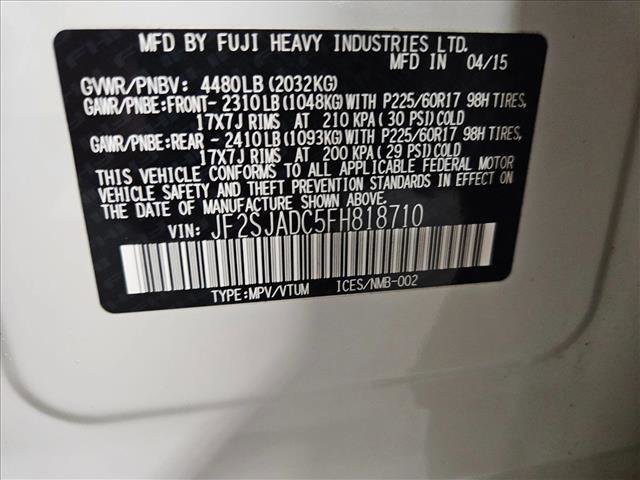 MFD BY FUJI HEAVY INDUSTRIES LTD.
MFD IN 04/15
GVWR/PNBV: 4480LB(2032KG)
GAWR/PNBE:FRONT- 2310LB(1048KG)WITH P225/60R17 98H TIRES,
17X7J RIMS AT 210 KPA( 30 PSI)COLD
GAWR/PNBE:REAR - 2410LB(1093KG)WITH P225/60R17 98H TIRES,
17X7J RIMS AT 200 KPA( 29 PSI)COLD
THIS VEHICLE CONFORMS TO ALL APPLICABLE FEDERAL MOTOR
VEHICLE SAFETY AND THEFT PREVENTION STANDARDS IN EFFECT ON
THE DATE OF MANUFACTURE SHOWN ABOVE.
VIN: JF2SJADC5FH818710
TYPE:MPV/VTUM ICES/NMB-002